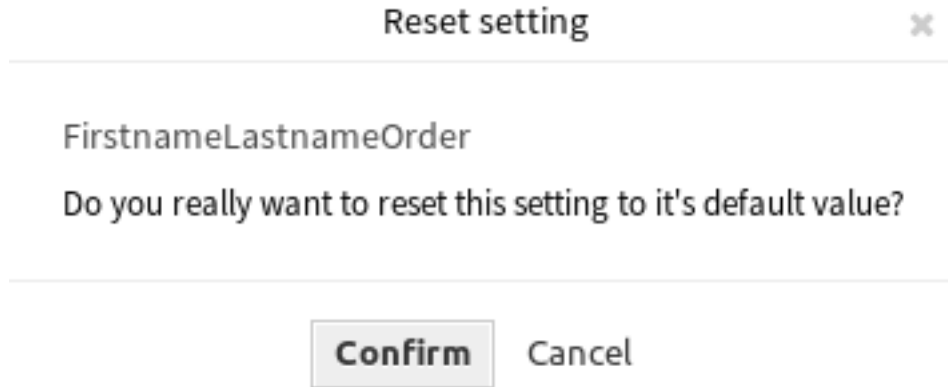 Reset setting
FirstnameLastnameOrder
Do you really want to reset this setting to it's default value?
Confirm Cancel